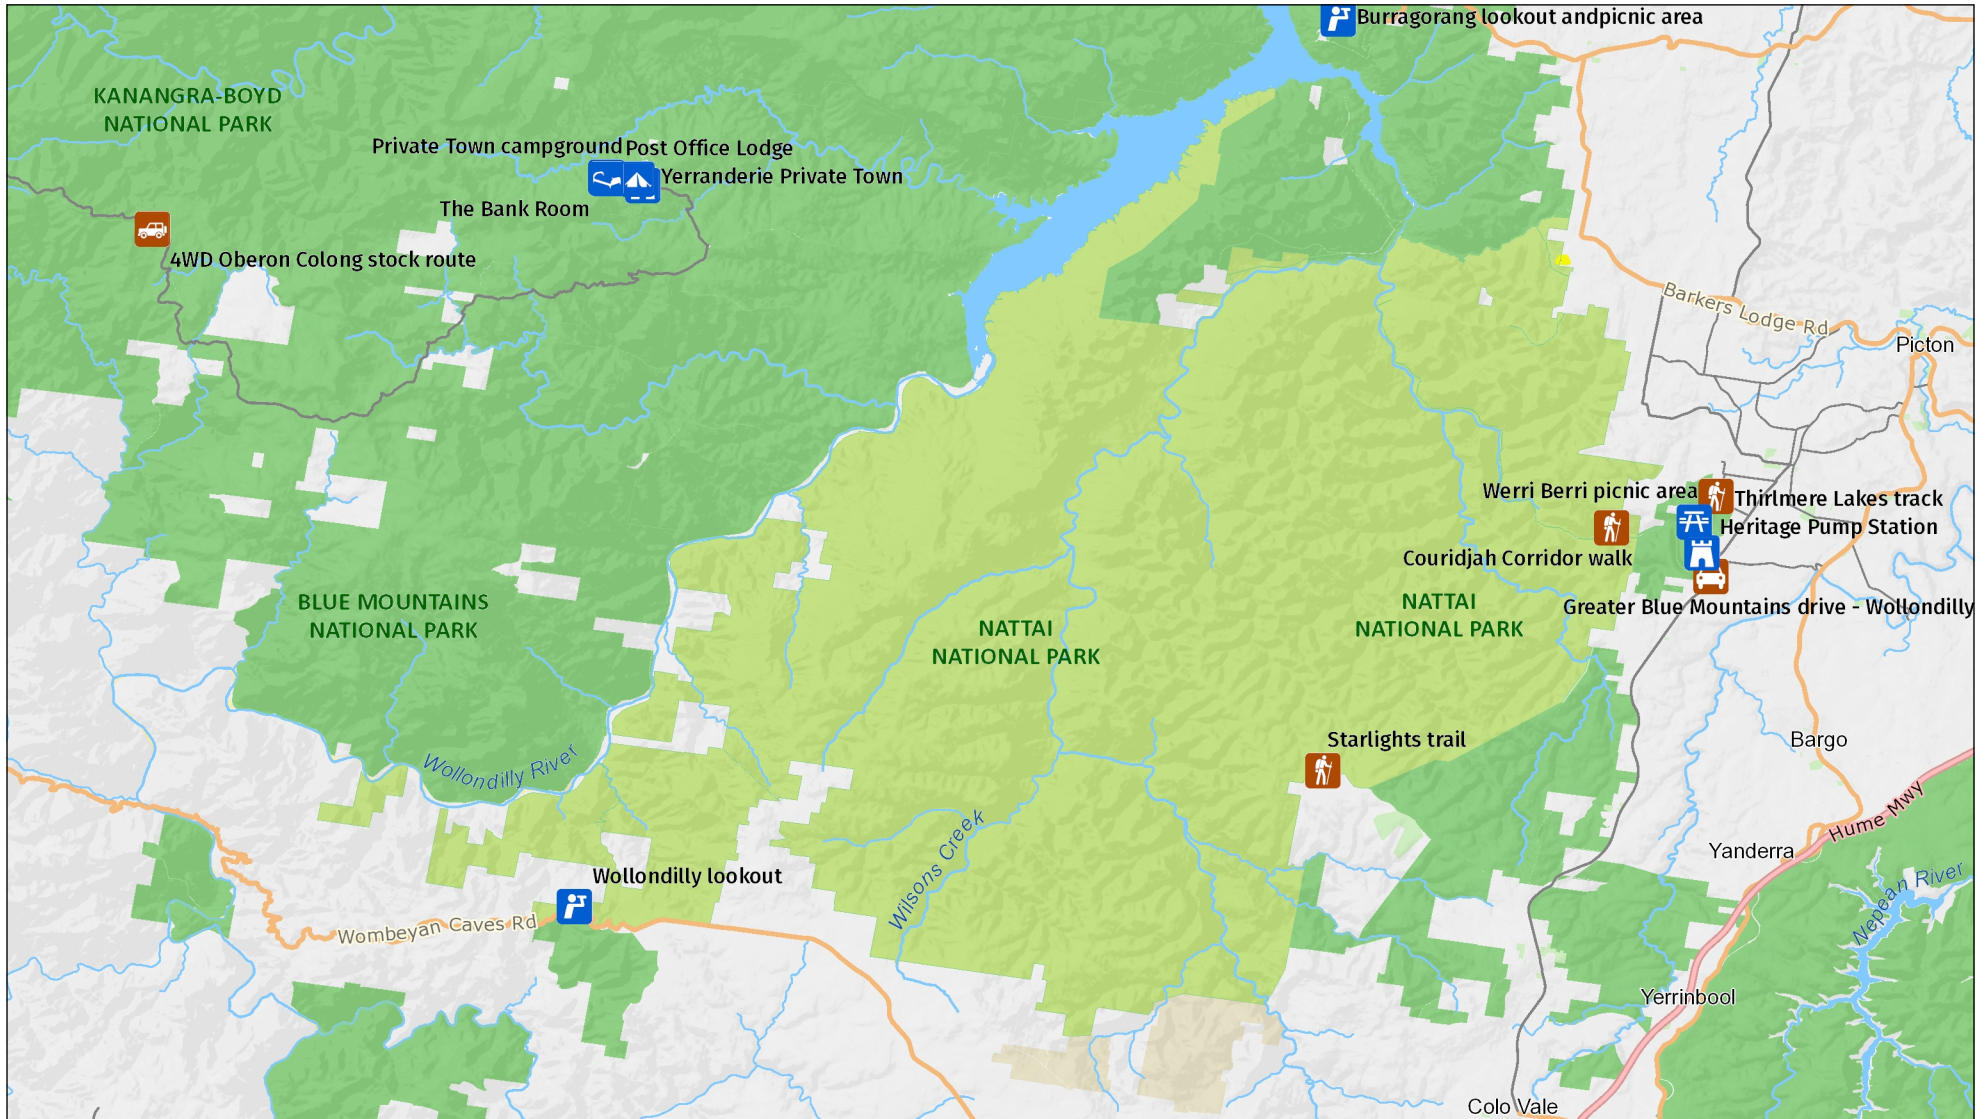 Burragorang lookout andpicnic area
KANANGRA-BOYD
NATIONAL PARK
Private Town campground
Post Office Lodge
Yerranderie Private Town
The Bank Room
4WD Oberon Colong stock route
Barkers Lodge Rd
Picton
Werri Berri picnic area
Thirlmere Lakes track
Heritage Pump Station
Couridjah Corridor walk
Greater Blue Mountains drive - Wollondilly
BLUE MOUNTAINS
NATIONAL PARK
NATTAI
NATIONAL PARK
NATTAI
NATIONAL PARK
Starlights trail
Bargo
Wollondilly River
Hume Mwy
Yanderra
Wilsons Creek
Wollondilly lookout
Wombeyan Caves Rd
Nepean River
Yerrinbool
Colo Vale